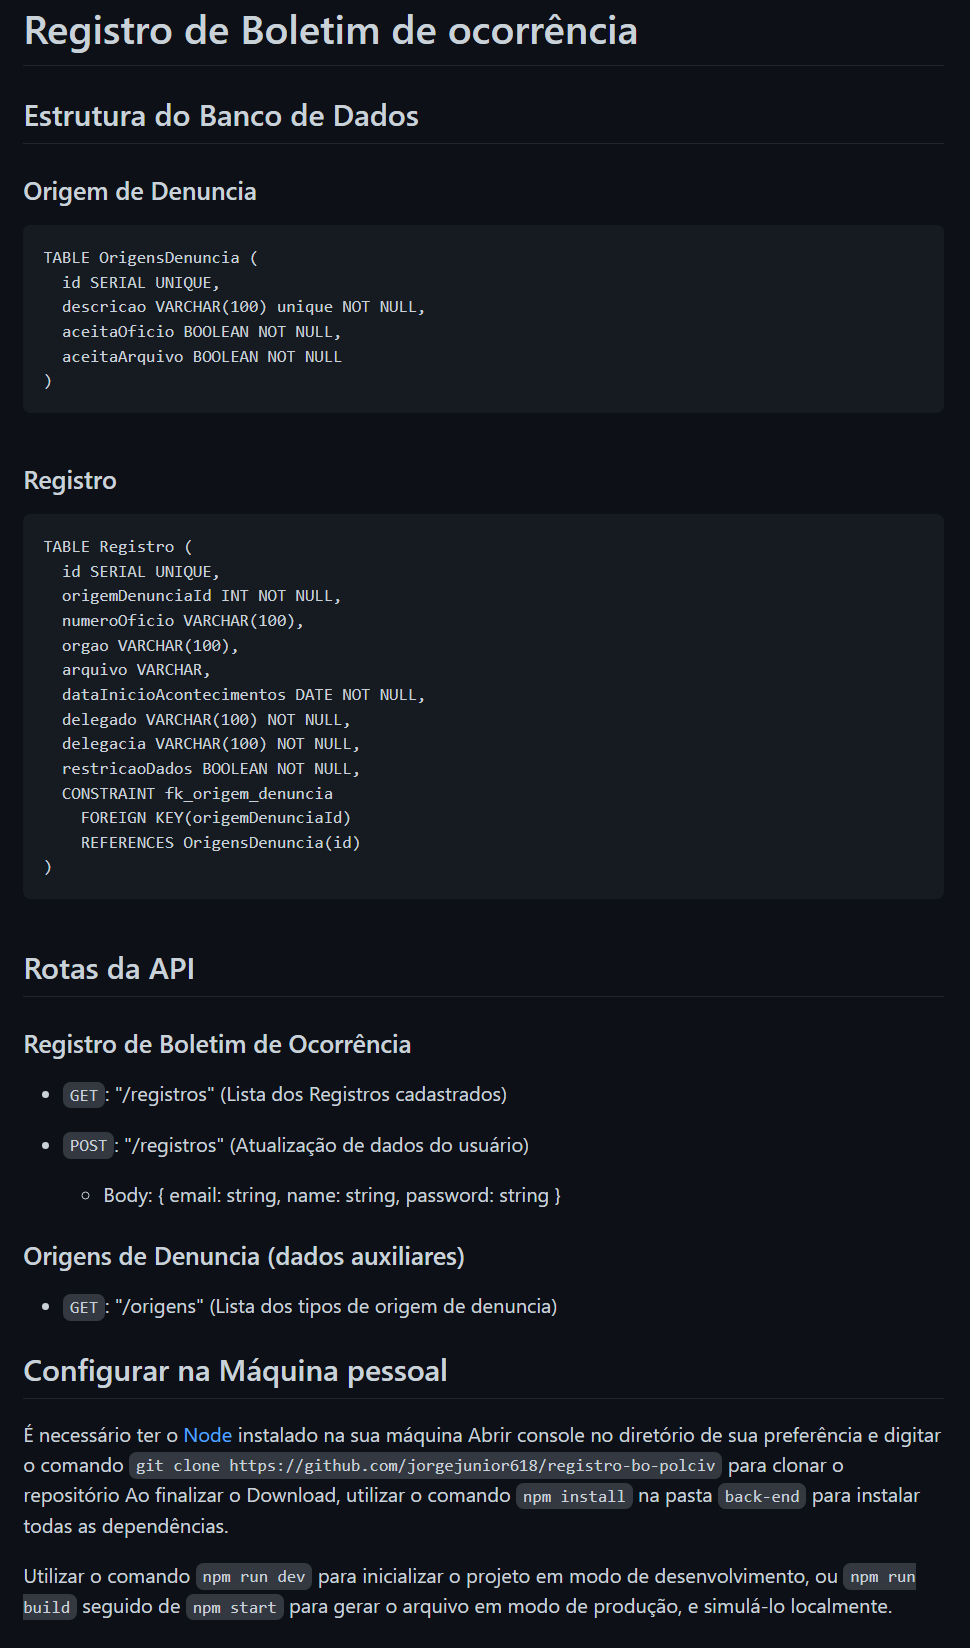 Registro de Boletim de ocorrência
Estrutura do Banco de Dados
Origem de Denuncia
TABLE OrigensDenuncia (
id SERIAL UNIQUE,
descricao VARCHAR(100) unique NOT NULL,
aceitaOficio BOOLEAN NOT NULL,
aceitaArquivo BOOLEAN NOT NULL
)
Registro
TABLE Registro (
id SERIAL UNIQUE,
origemDenunciaId INT NOT NULL,
numeroOficio VARCHAR(100),
orgao VARCHAR(100),
arquivo VARCHAR,
dataInicioAcontecimentos DATE NOT NULL,
delegado VARCHAR(100) NOT NULL,
delegacia VARCHAR(100) NOT NULL,
restricaoDados BOOLEAN NOT NULL,
CONSTRAINT fk_origem_denuncia
FOREIGN KEY(origemDenunciaId)
REFERENCES OrigensDenuncia(id)
)
Rotas da API
Registro de Boletim de Ocorrência
GET: "/registros" (Lista dos Registros cadastrados)
POST: "/registros" (Atualização de dados do usuário)
Body: { email: string, name: string, password: string }
Origens de Denuncia (dados auxiliares)
GET: "/origens" (Lista dos tipos de origem de denuncia)
Configurar na Máquina pessoal
É necessário ter o Node instalado na sua máquina Abrir console no diretório de sua preferência e digitar
o comando git clone https://github.com/jorgejunior618/registro-bo-polciv para clonar o
repositório Ao finalizar o Download, utilizar o comando npm install na pasta back-end para instalar
todas as dependências.
Utilizar o comando npm run dev para inicializar o projeto em modo de desenvolvimento, ou npm run
build seguido de npm start para gerar o arquivo em modo de produção, e simulá-lo localmente.